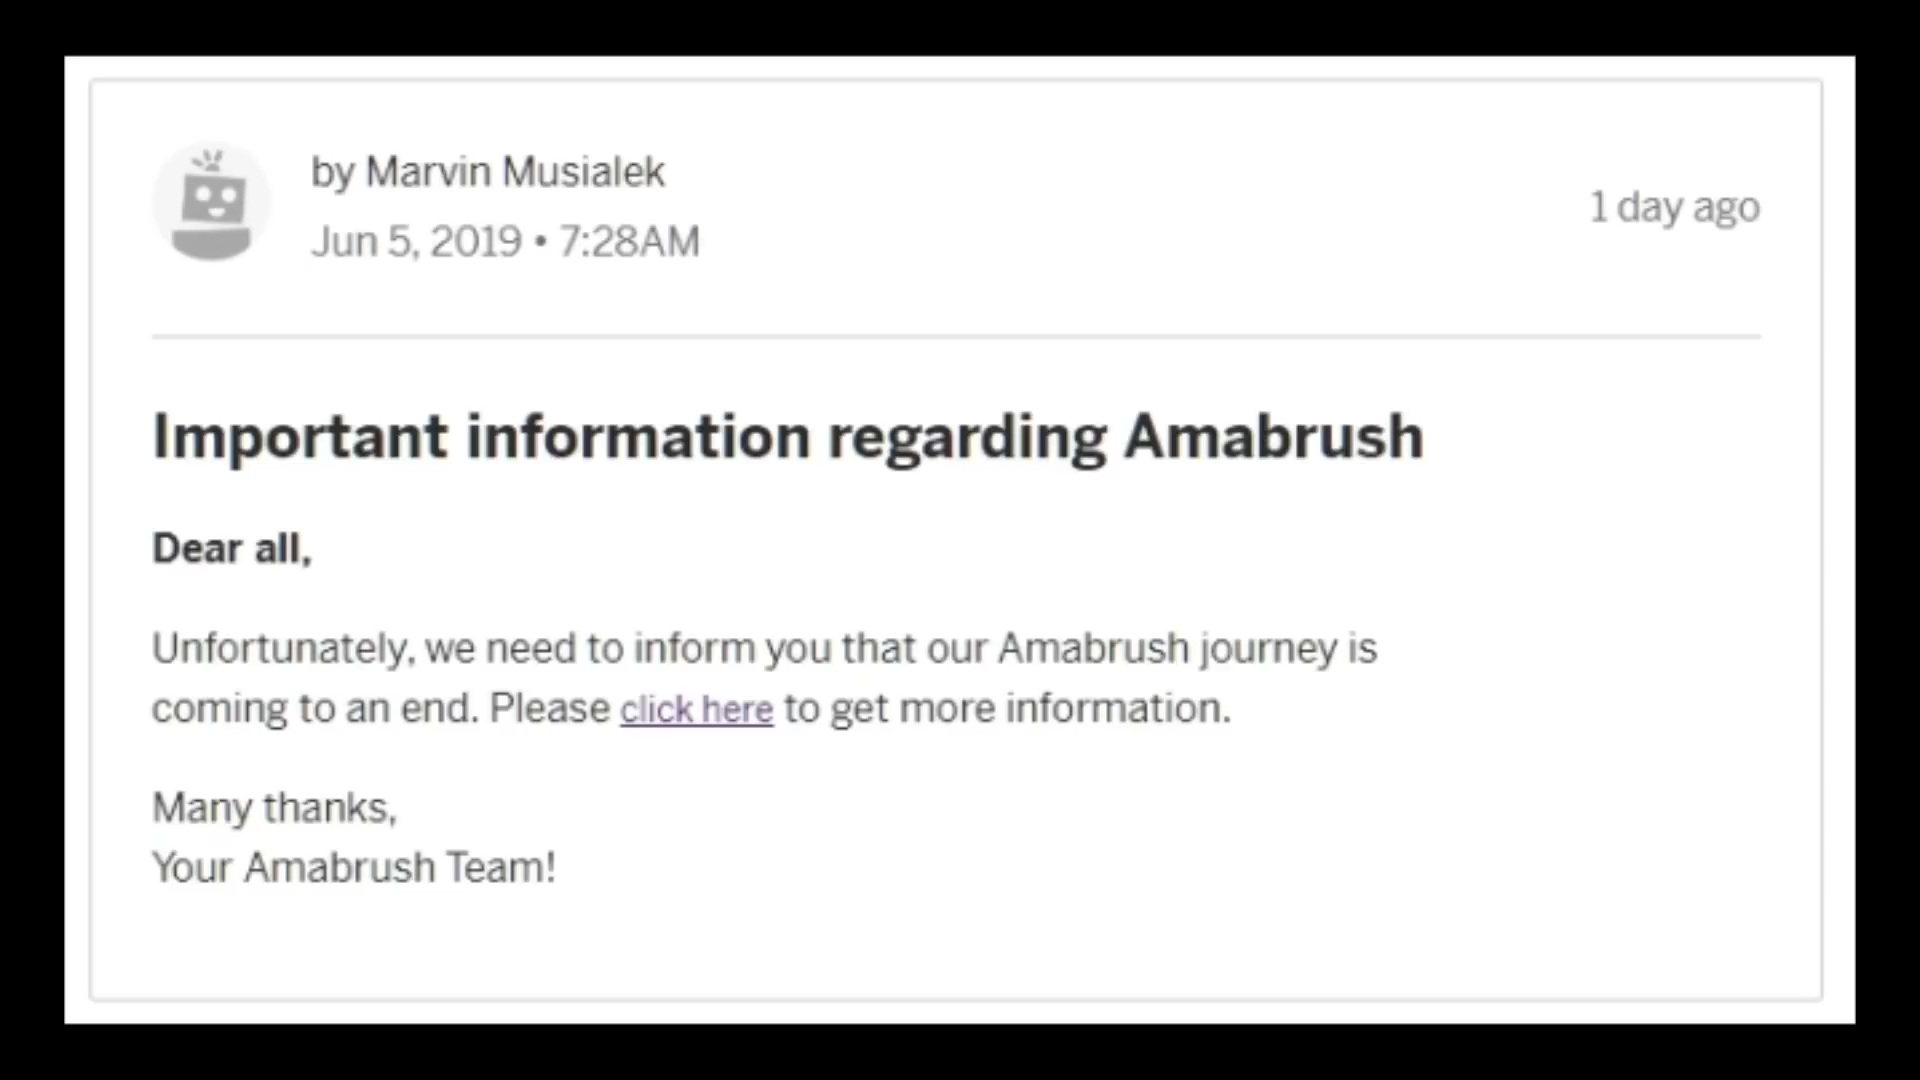 by Marvin Musialek
Jun 5, 2019 • 7:28AM
1 day ago
Important information regarding Amabrush
Dear all,
Unfortunately, we need to inform you that our Amabrush journey is
coming to an end. Please click here to get more information.
Many thanks,
Your Amabrush Team!